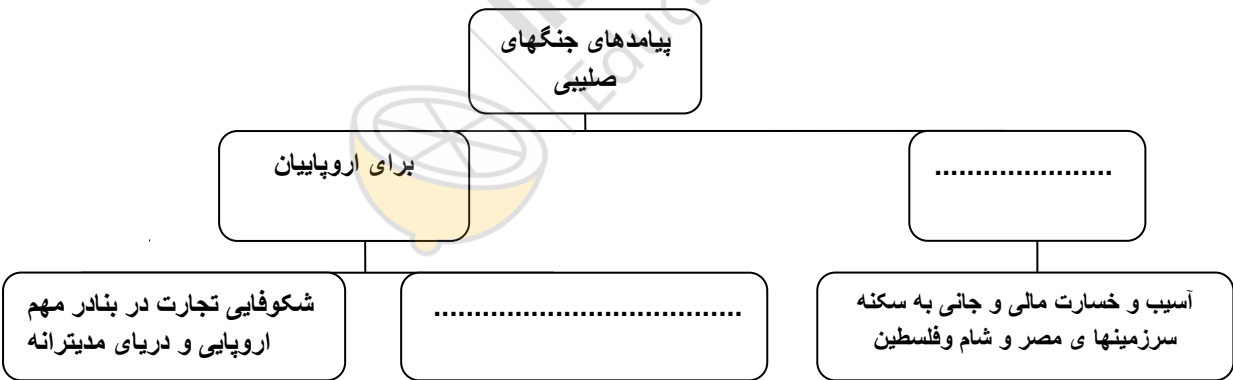 پیامدهای جنگهای
صلیبی
......................
برای اروپاییان
آسیب و خسارت مالی و جانی به سکنه
سرزمینها ی مصر و شام وفلسطین
......................................
شکوفایی تجارت در بنادر مهم
اروپایی و دریای مدیترانه